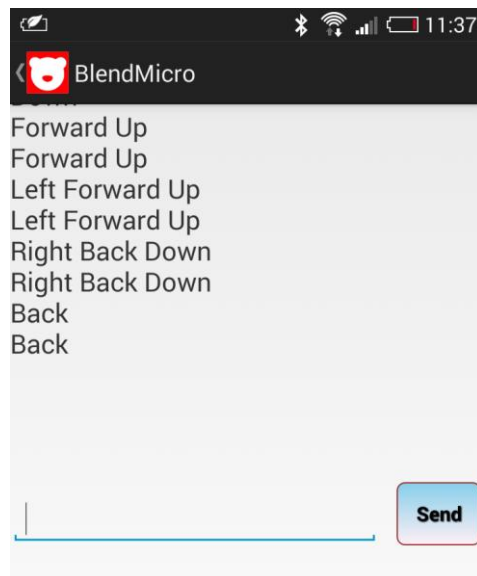 11:37
BlendMicro
Forward Up
Forward Up
Left Forward Up
Left Forward Up
Right Back Down
Right Back Down
Back
Back
Send